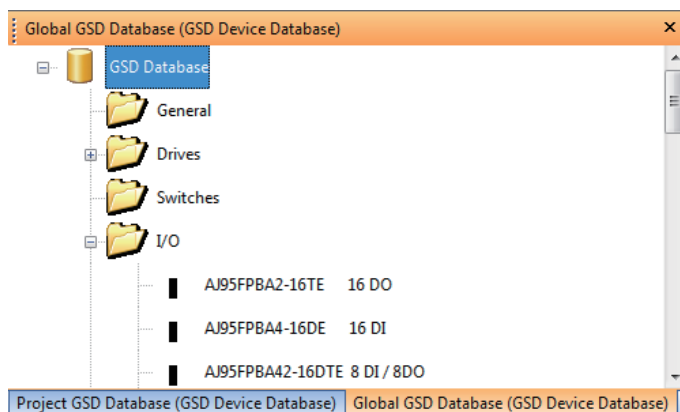 Global GSD Database (GSD Device Database)
GSD Database
General
Drives
Switches
I/O
AJ95FPBA2-16TE 16 DO
AJ95FPBA4-16DE 16 DI
AJ95FPBA42-16DTE 8 DI / 8DO
Project GSD Database (GSD Device Database) Global GSD Database (GSD Device Database)